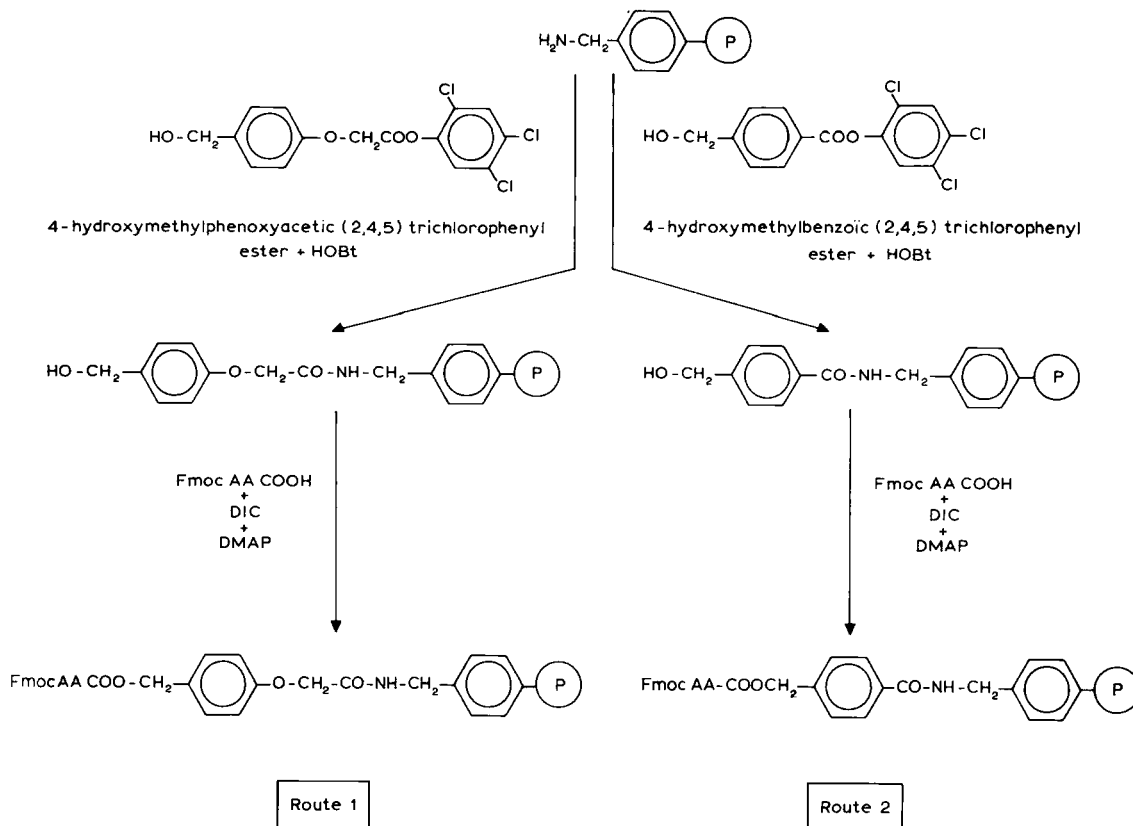 H₂N-CH₂ P
HO-CH₂ O-CH₂COO Cl Cl Cl
HO-CH₂ COO Cl Cl Cl
4-hydroxymethylphenoxyacetic (2,4,5) trichlorophenyl
ester + HOBt
4-hydroxymethylbenzoïc (2,4,5) trichlorophenyl
ester + HOBt
HO-CH₂ O-CH₂-CO-NH-CH₂ P
HO-CH₂ CO-NH-CH₂ P
Fmoc AA COOH
+
DIC
+
DMAP
Fmoc AA COOH
+
DIC
+
DMAP
FmocAA COO-CH₂ O-CH₂-CO-NH-CH₂ P
Fmoc AA-COOCH₂ CO-NH-CH₂ P
Route 1
Route 2